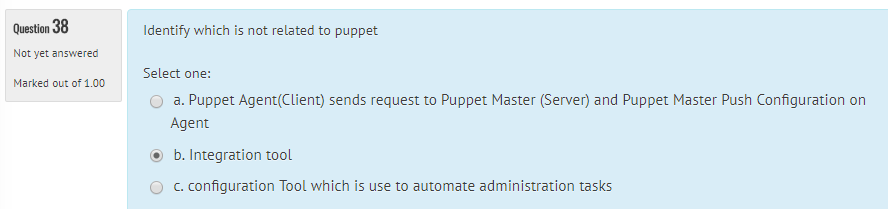 Question 38
Not yet answered
Marked out of 1.00
Identify which is not related to puppet
Select one:
a. Puppet Agent(Client) sends request to Puppet Master (Server) and Puppet Master Push Configuration on
Agent
b. Integration tool
c. configuration Tool which is use to automate administration tasks